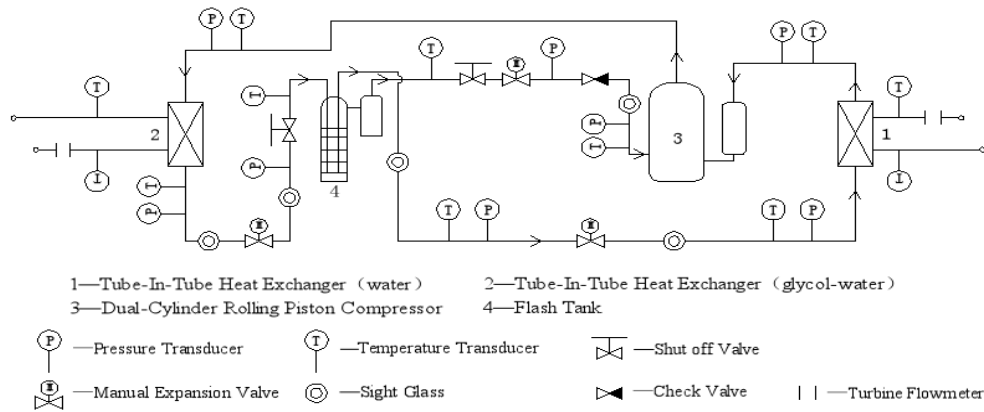 P T
T
P
P T
T
T
T
P
T
T
2
T
T
P
T
P
M
4
P
M
P
T
3
1
T
T P
M
T P
1—Tube-In-Tube Heat Exchanger（water）
2—Tube-In-Tube Heat Exchanger（glycol-water）
3—Dual-Cylinder Rolling Piston Compressor
4—Flash Tank
P —Pressure Transducer
T —Temperature Transducer
—Shut off Valve
M —Manual Expansion Valve
—Sight Glass
—Check Valve
—Turbine Flowmeter